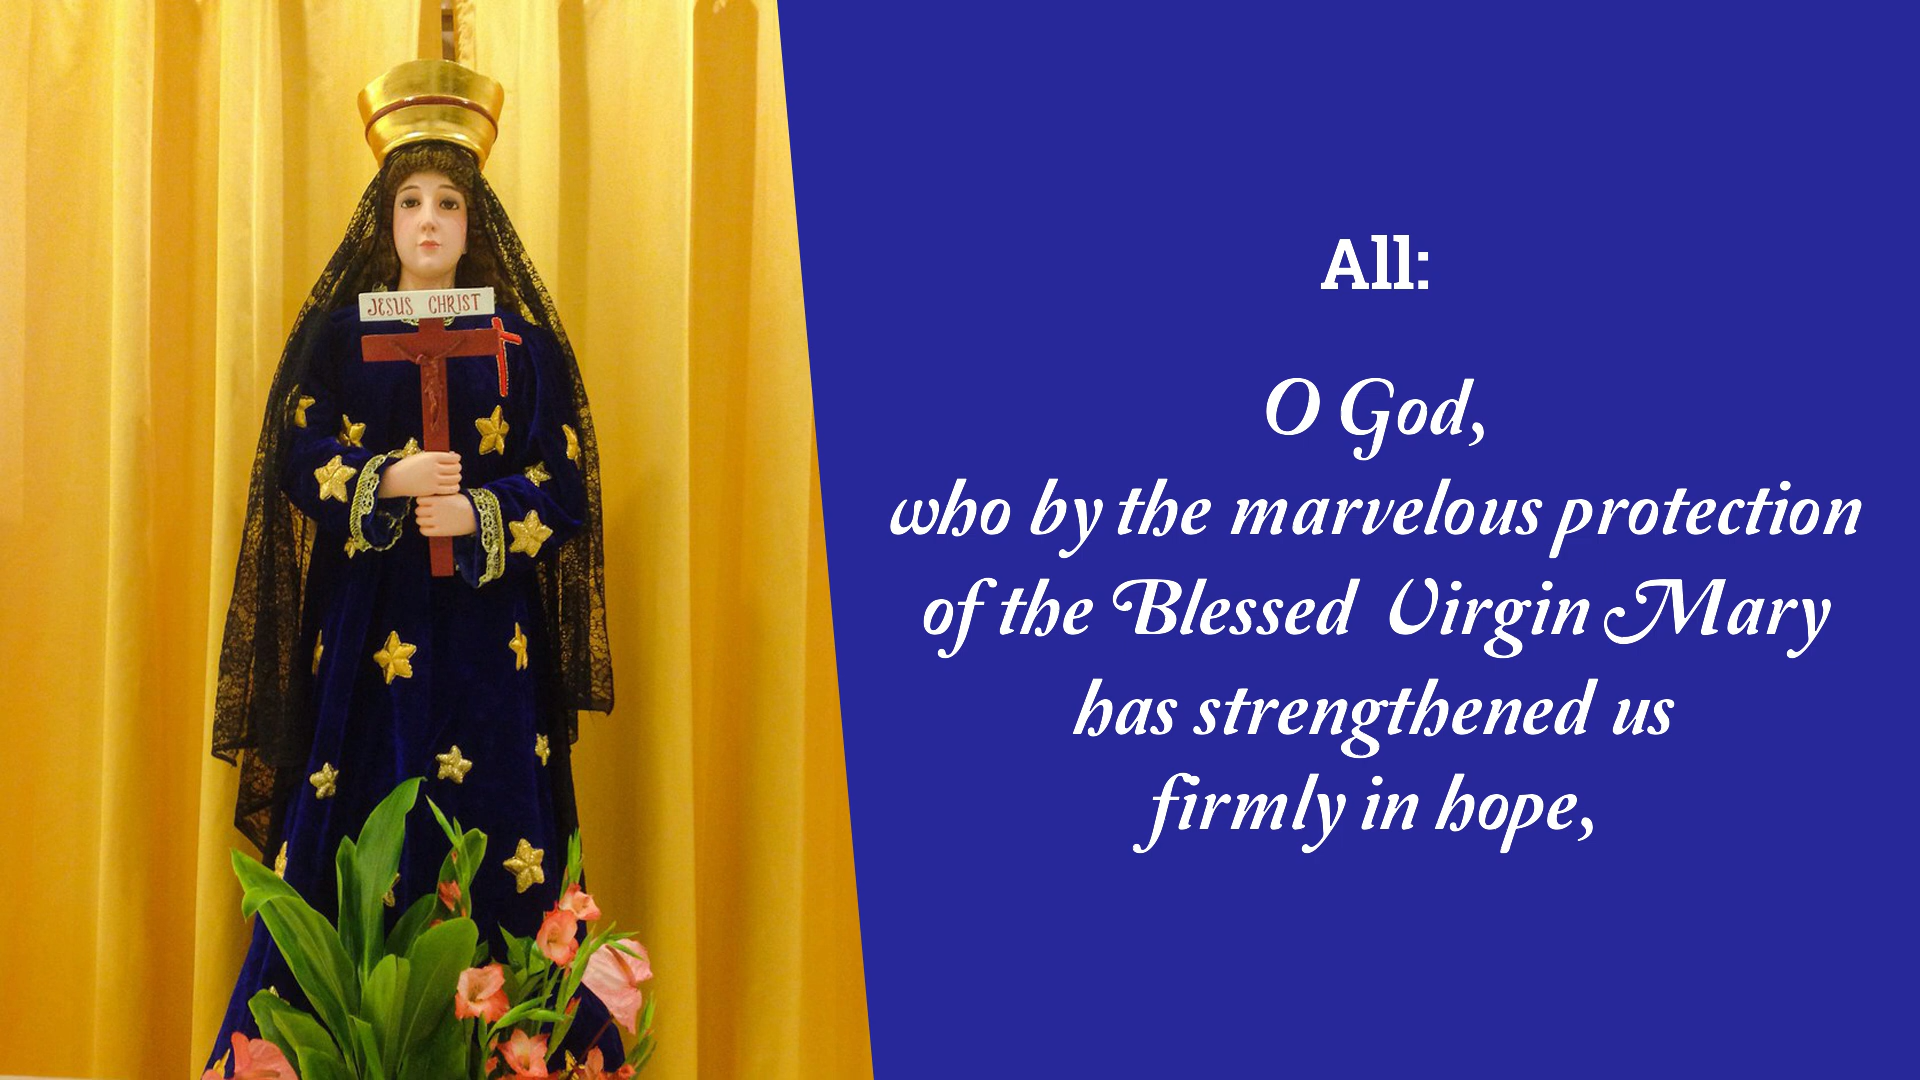 JESUS CHRIST
All:
O God,
who by the marvelous protection
of the Blessed Virgin Mary
has strengthened us
firmly in hope,